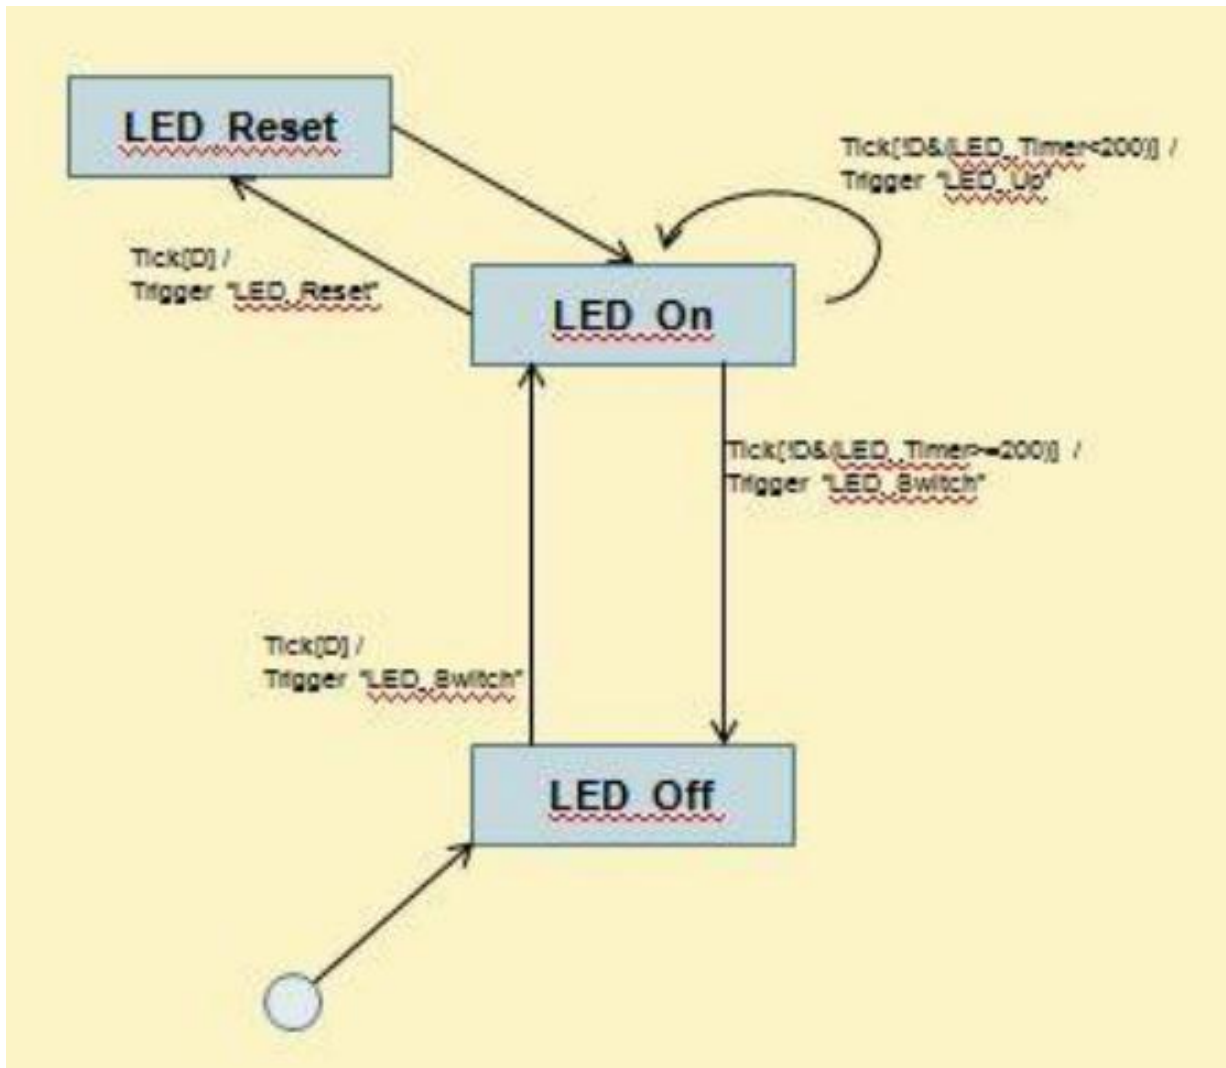 LED_Reset
Tick[!D&(LED_Timer<200)] /
Trigger "LED_Up"
Tick[D] /
Trigger "LED_Reset"
LED_On
Tick[!D&(LED_Timer>=200)] /
Trigger "LED_Switch"
Tick[D] /
Trigger "LED_Switch"
LED_Off